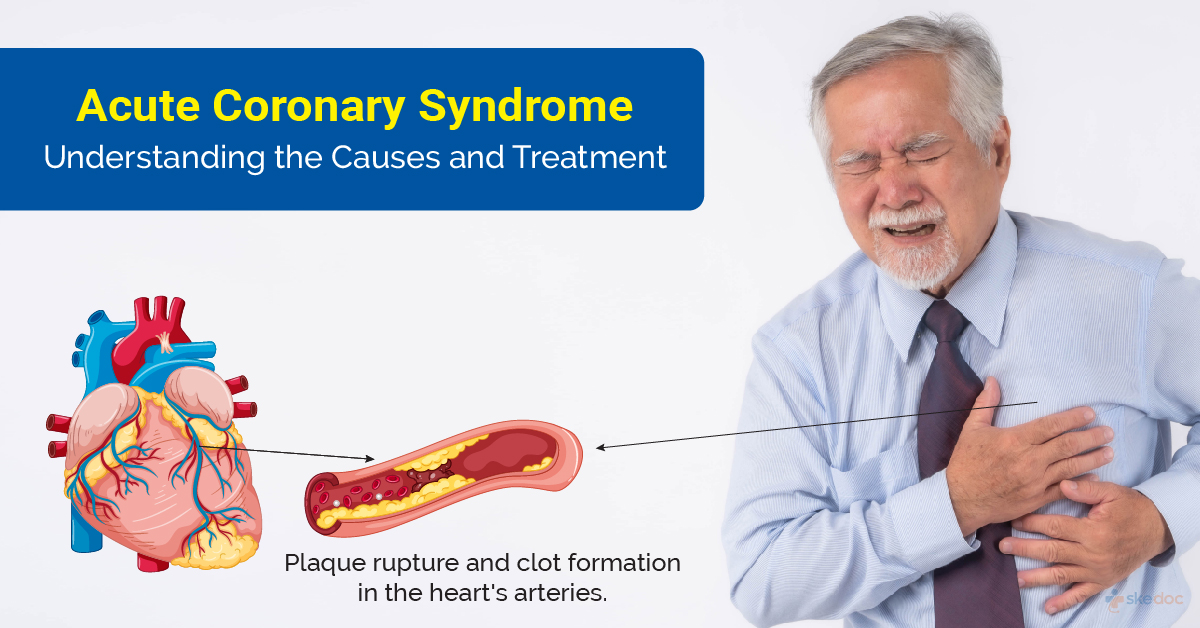 Acute Coronary Syndrome
Understanding the Causes and Treatment
Plaque rupture and clot formation
in the heart's arteries.
skedoc